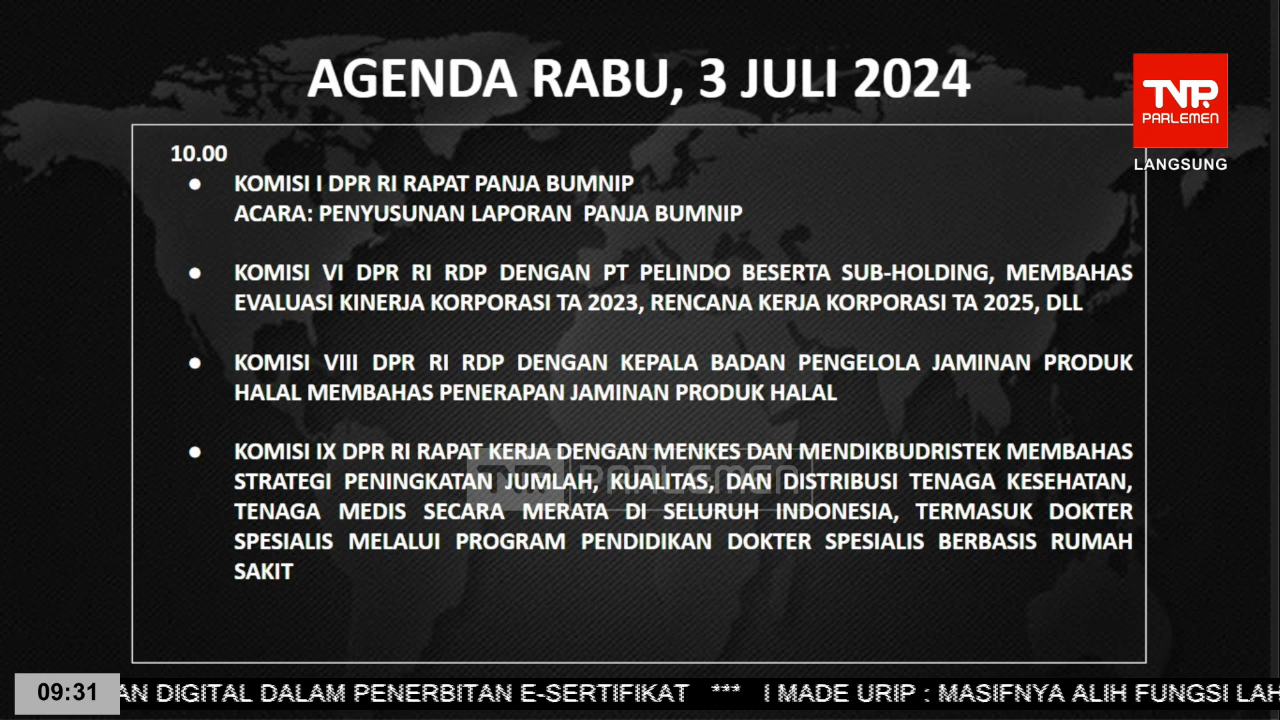 AGENDA RABU, 3 JULI 2024
TVR
PARLEMEN
LANGSUNG
10.00
● KOMISI I DPR RI RAPAT PANJA BUMNIP
ACARA: PENYUSUNAN LAPORAN PANJA BUMNIP
● KOMISI VI DPR RI RDP DENGAN PT PELINDO BESERTA SUB-HOLDING, MEMBAHAS
EVALUASI KINERJA KORPORASI TA 2023, RENCANA KERJA KORPORASI TA 2025, DLL
● KOMISI VIII DPR RI RDP DENGAN KEPALA BADAN PENGELOLA JAMINAN PRODUK
HALAL MEMBAHAS PENERAPAN JAMINAN PRODUK HALAL
● KOMISI IX DPR RI RAPAT KERJA DENGAN MENKES DAN MENDIKBUDRISTEK MEMBAHAS
STRATEGI PENINGKATAN JUMLAH, KUALITAS, DAN DISTRIBUSI TENAGA KESEHATAN,
TENAGA MEDIS SECARA MERATA DI SELURUH INDONESIA, TERMASUK DOKTER
SPESIALIS MELALUI PROGRAM PENDIDIKAN DOKTER SPESIALIS BERBASIS RUMAH
SAKIT
TVR PARLEMEN
09:31 AN DIGITAL DALAM PENERBITAN E-SERTIFIKAT *** I MADE URIP : MASIFNYA ALIH FUNGSI LAH